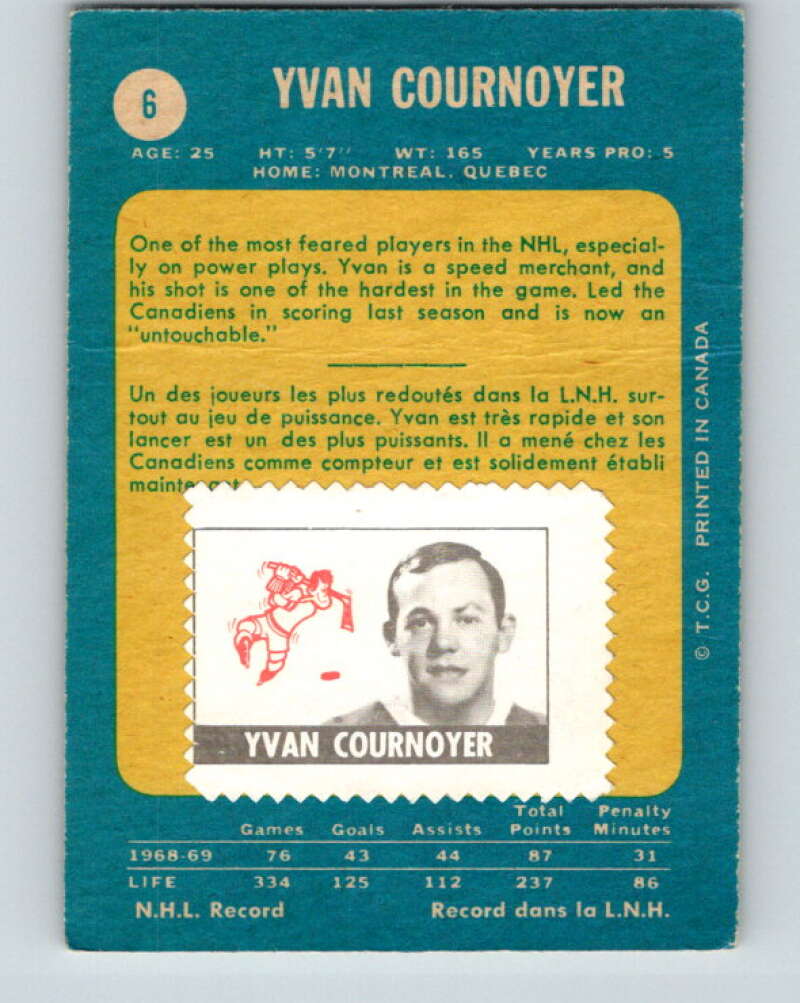 6
YVAN COURNOYER
AGE: 25 HT: 5'7" WT: 165 YEARS PRO: 5
HOME: MONTREAL. QUEBEC
One of the most feared players in the NHL, especial-
ly on power plays. Yvan is a speed merchant, and
his shot is one of the hardest in the game. Led the
Canadiens in scoring last season and is now an
"untouchable."
Un des joueurs les plus redoutés dans la L.N.H. sur-
tout au jeu de puissance. Yvan est très rapide et son
lancer est un des plus puissants. Il a mené chez les
Canadiens comme compteur et est solidement établi
YVAN COURNOYER
Total Penalty
Games Goals Assists Points Minutes
1968-69 76 43 44 87 31
LIFE 334 125 112 237 86
N.H.L. Record Record dans la L.N.H.
© T.C.G. PRINTED IN CANADA